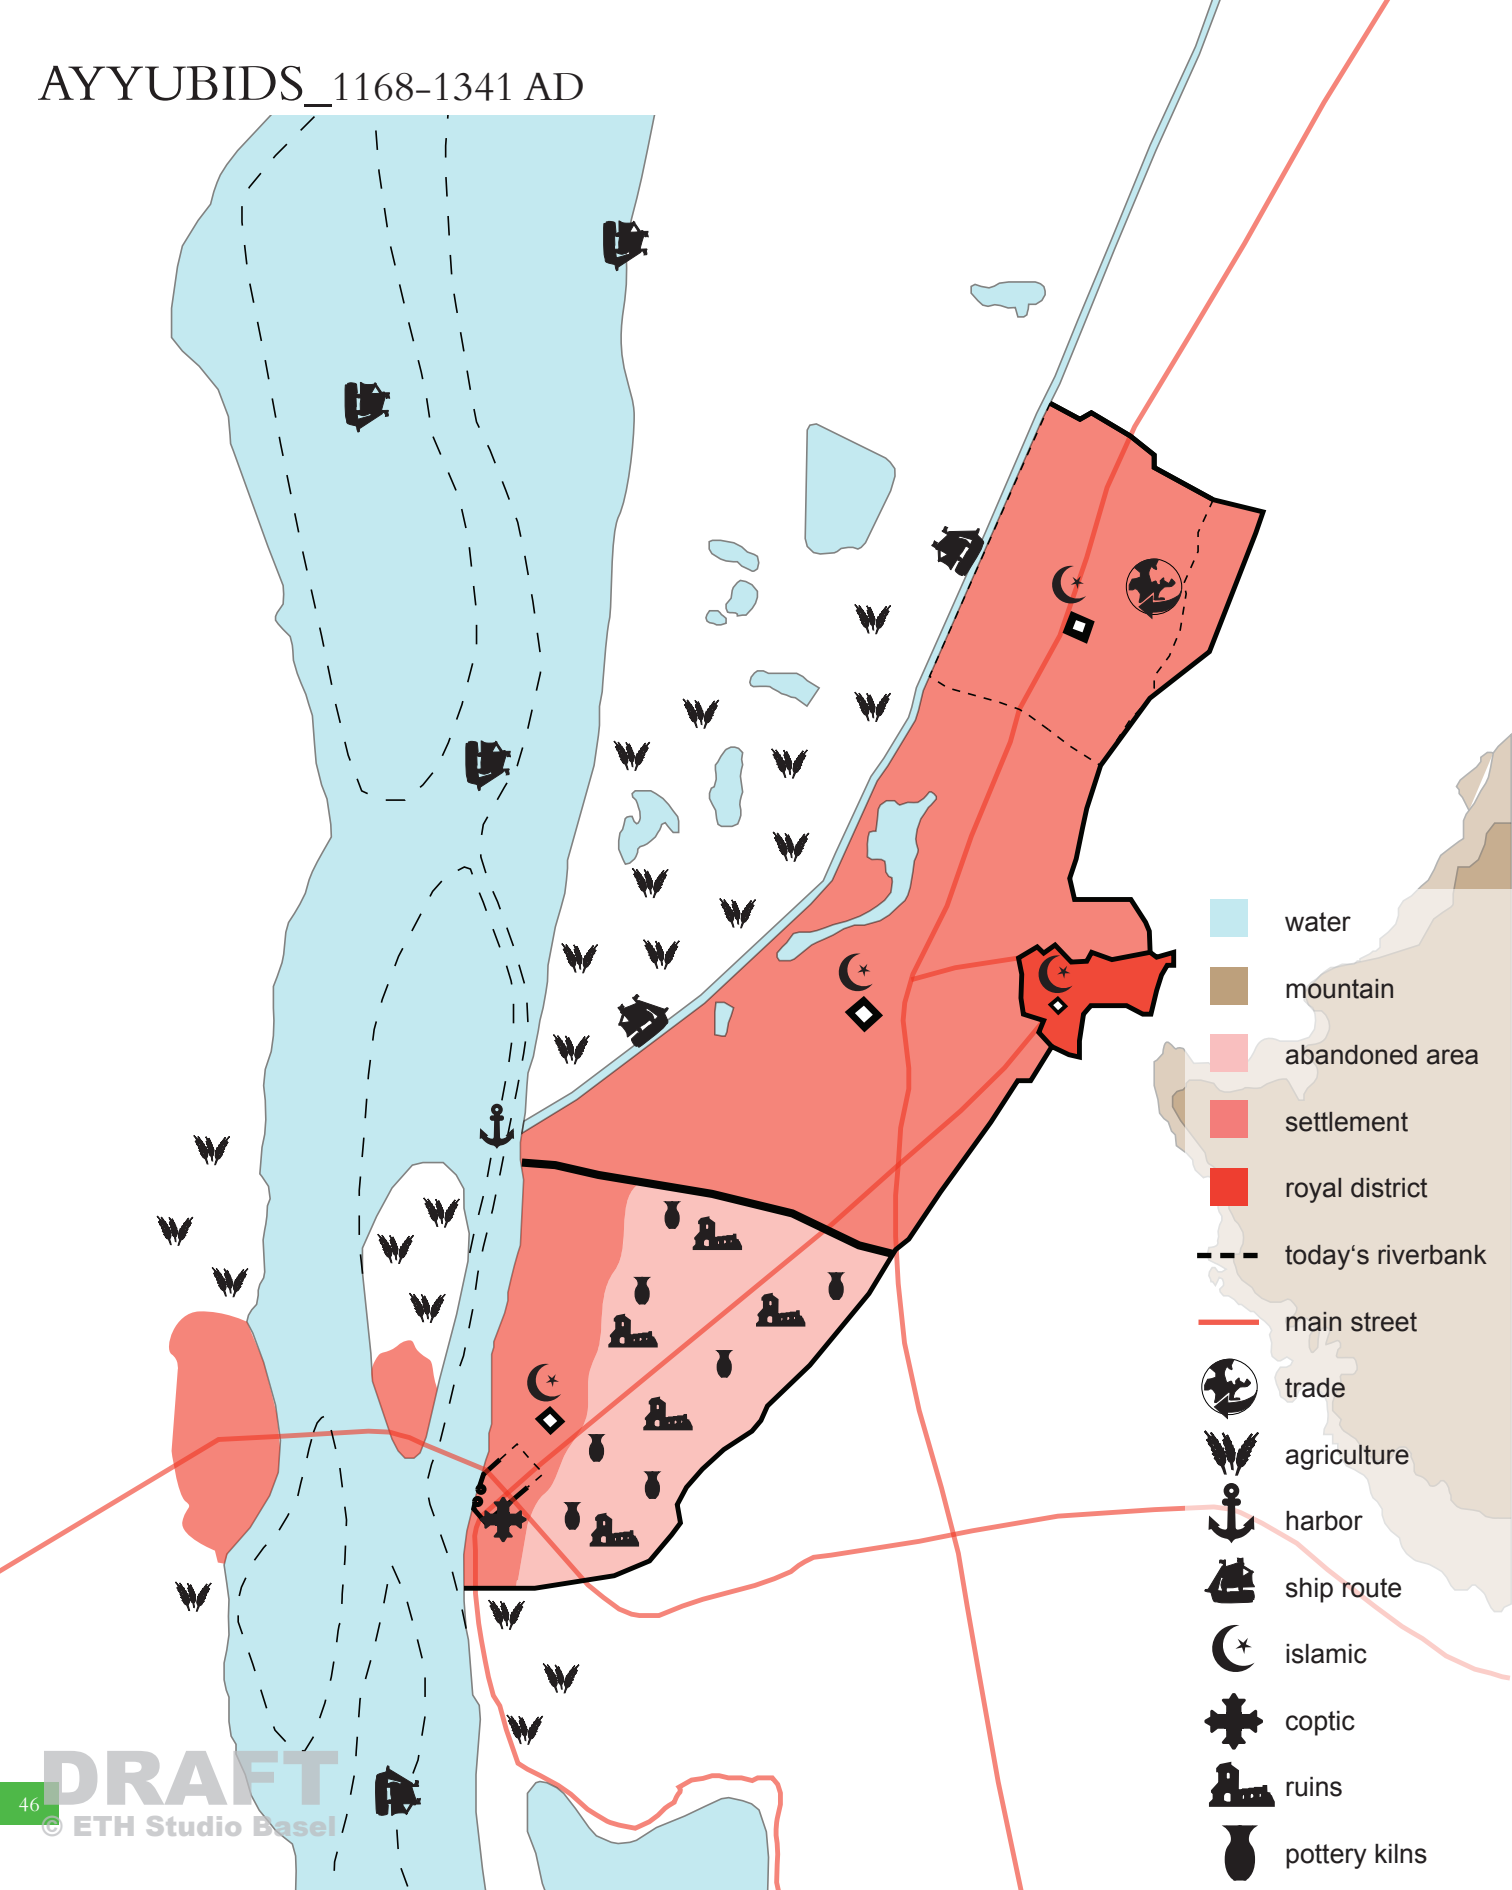 AYYUBIDS_1168-1341 AD
water
mountain
abandoned area
settlement
royal district
today‘s riverbank
main street
trade
agriculture
harbor
ship route
islamic
coptic
ruins
pottery kilns
DRAFT
46
© ETH Studio Basel